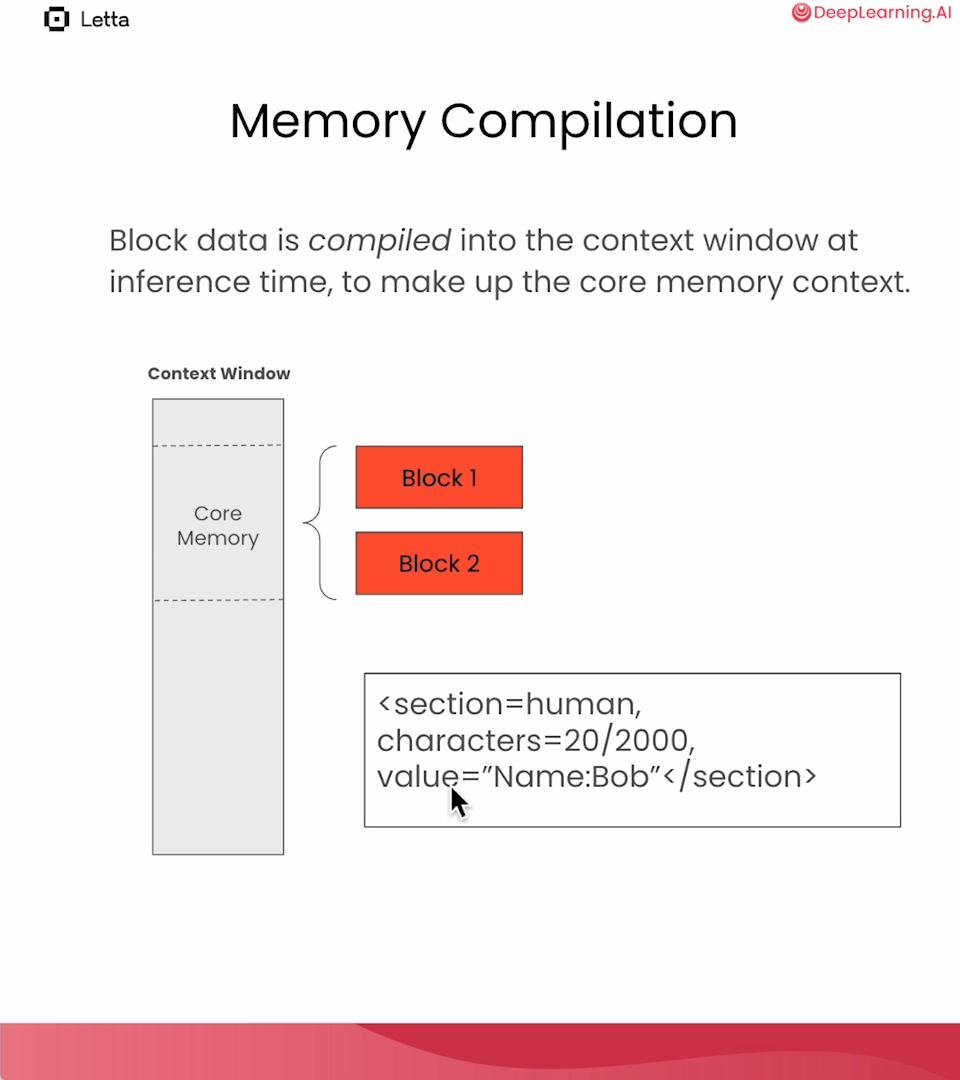 Letta
DeepLearning.AI
Memory Compilation
Block data is compiled into the context window at
inference time, to make up the core memory context.
Context Window
Core
Memory
Block 1
Block 2
<section=human,
characters=20/2000,
value=”Name:Bob”</section>